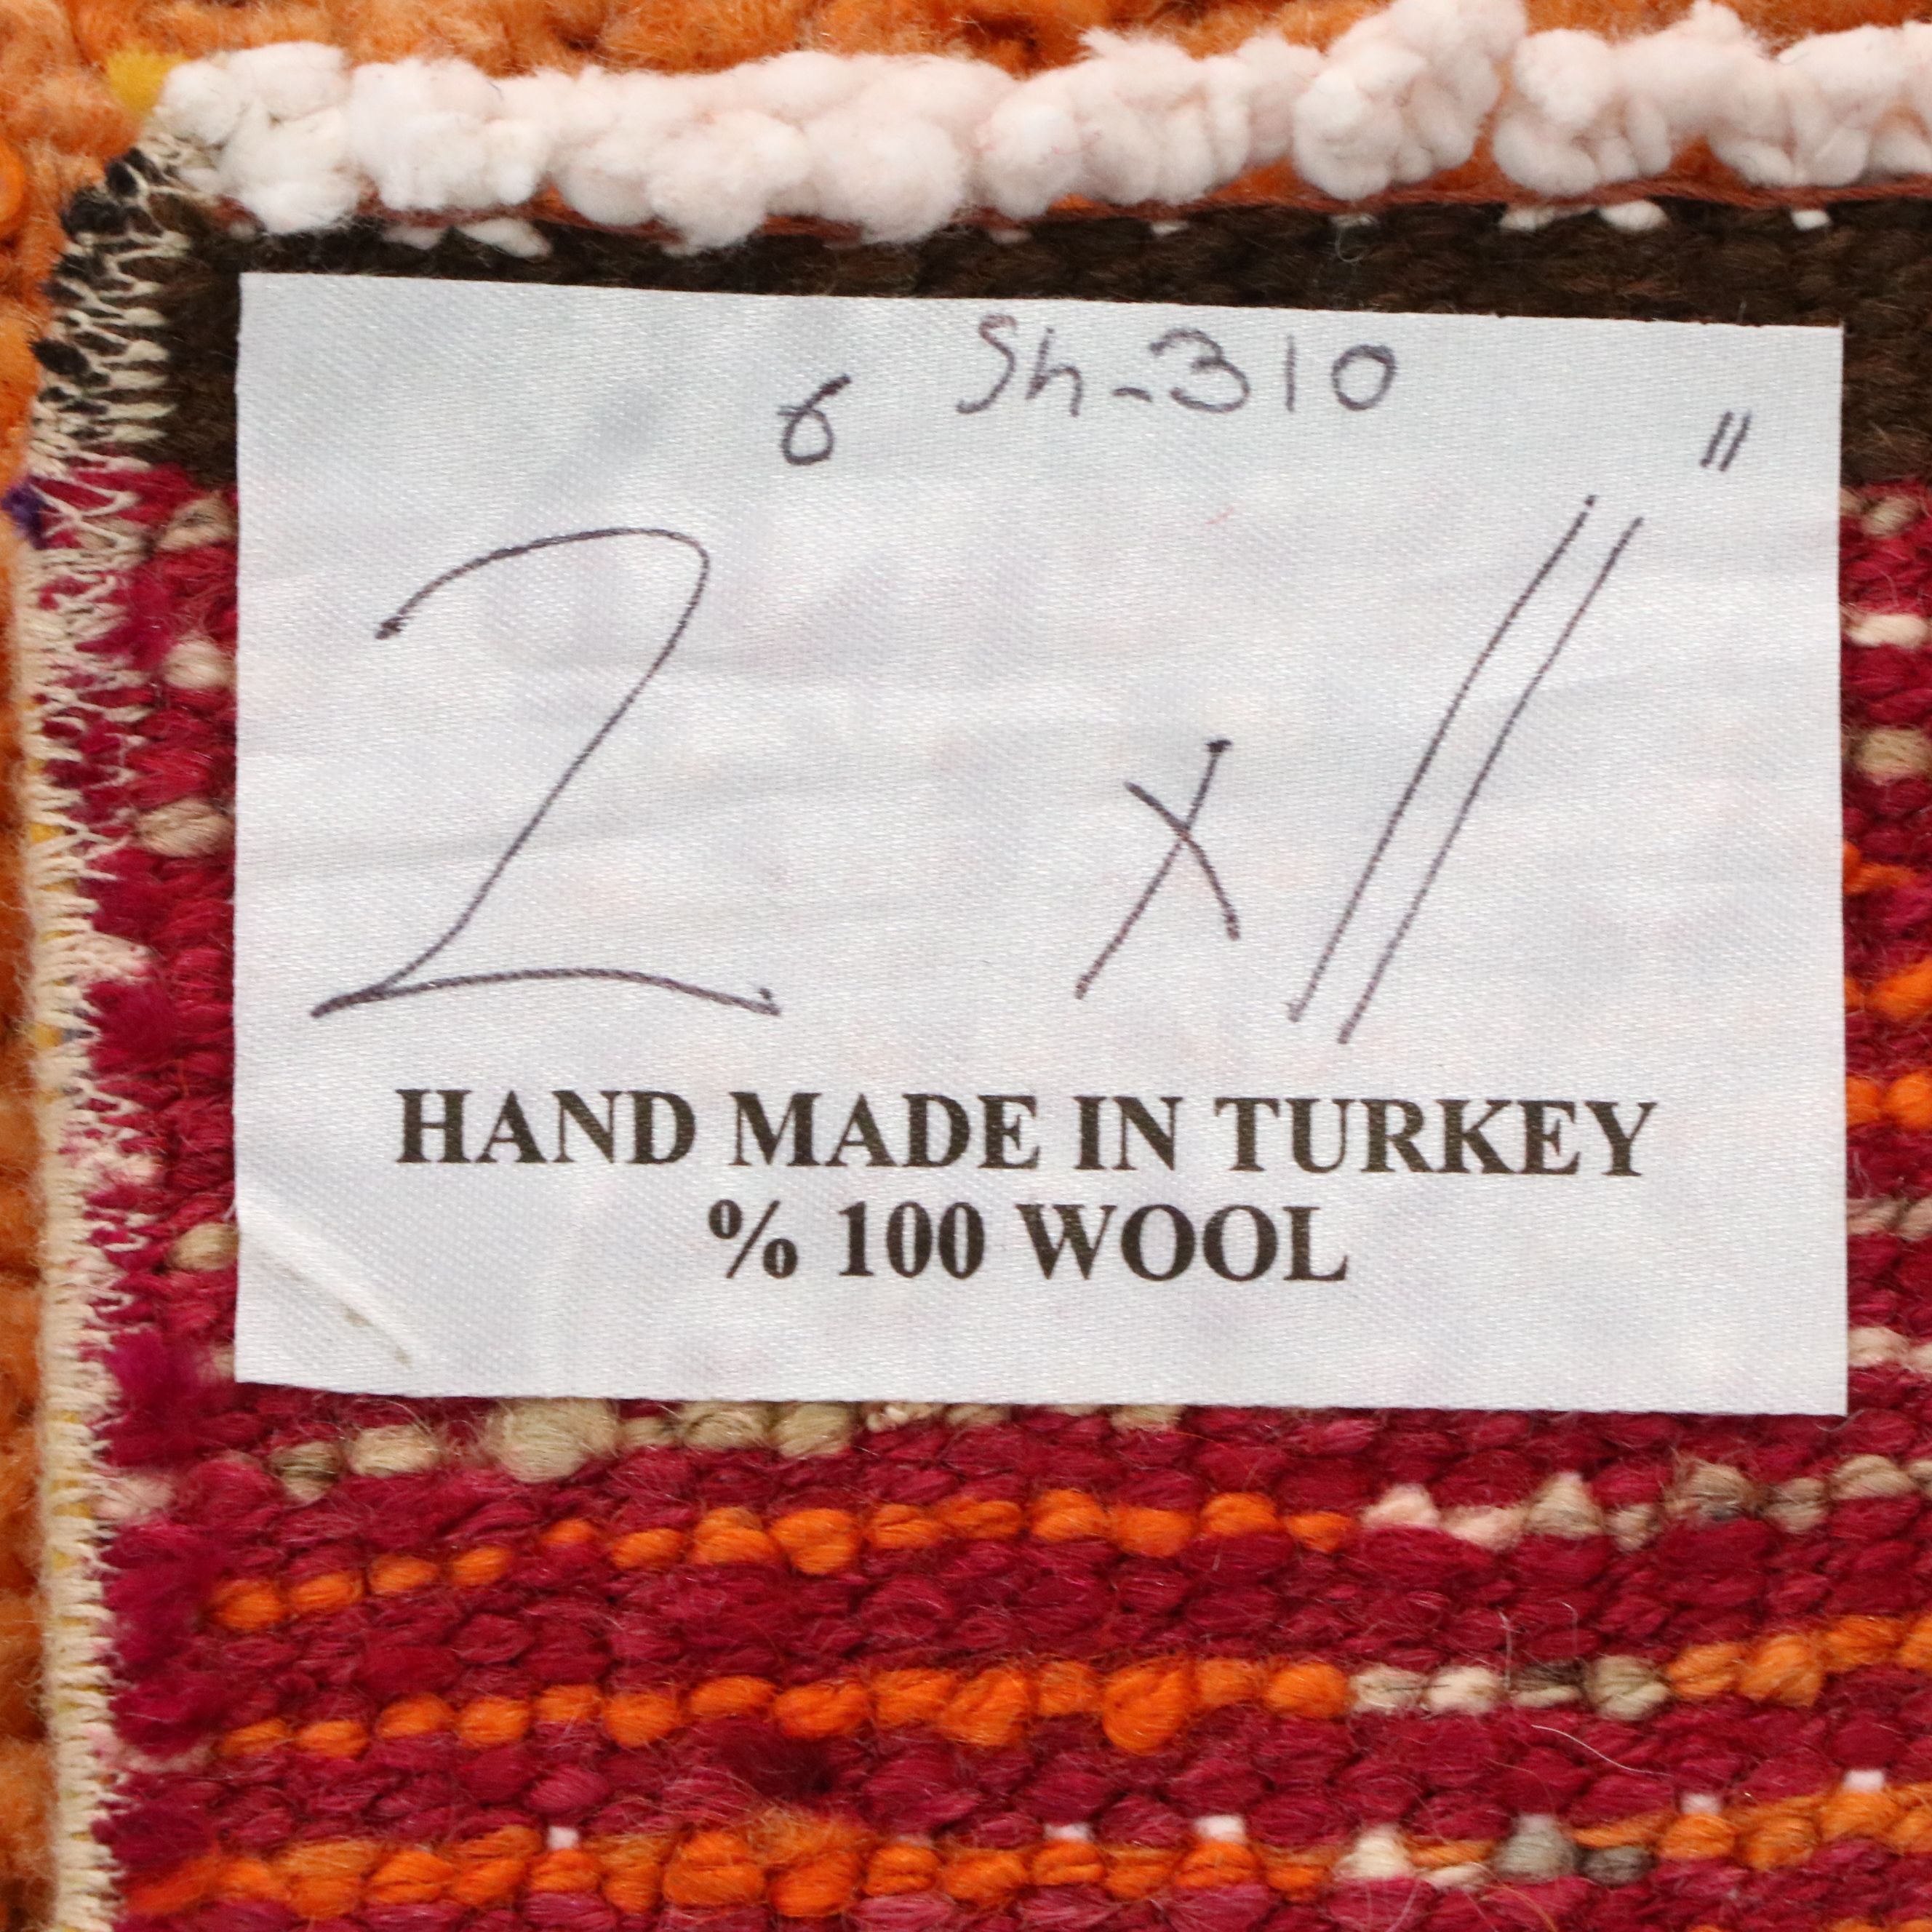 Sh-310
2 6 x 11 "
HAND MADE IN TURKEY
% 100 WOOL